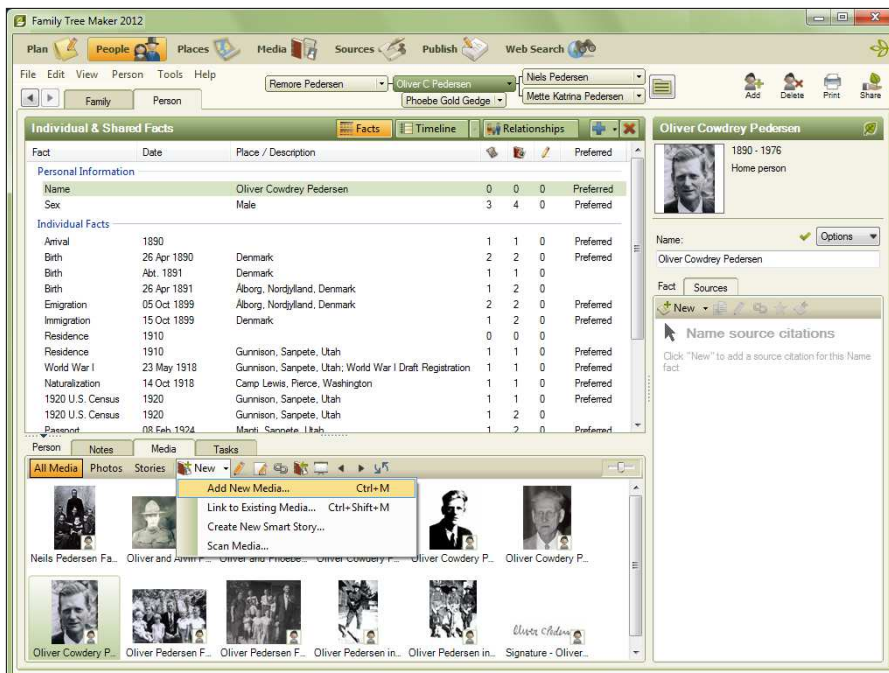 Family Tree Maker 2012
Plan People Places Media Sources Publish Web Search
File Edit View Person Tools Help
Remore Pedersen
Oliver C Pedersen
Phoebe Gold Gedge
Niels Pedersen
Mette Katrina Pedersen
Add Delete Print Share
Family Person
Individual & Shared Facts Facts Timeline Relationships
Fact Date Place / Description Preferred
Personal Information
Name Oliver Cowdrey Pedersen 0 0 0 Preferred
Sex Male 3 4 0 Preferred
Individual Facts
Arrival 1890 1 1 0 Preferred
Birth 26 Apr 1890 Denmark 2 2 0 Preferred
Birth Abt. 1891 Denmark 1 1 0
Birth 26 Apr 1891 Ålborg, Nordjylland, Denmark 1 2 0
Emigration 05 Oct 1899 Ålborg, Nordjylland, Denmark 2 2 0 Preferred
Immigration 15 Oct 1899 Denmark 1 2 0 Preferred
Residence 1910 0 0 0 Preferred
Residence 1910 Gunnison, Sanpete, Utah 1 1 0 Preferred
World War I 23 May 1918 Gunnison, Sanpete, Utah; World War I Draft Registration 1 1 0 Preferred
Naturalization 14 Oct 1918 Camp Lewis, Pierce, Washington 1 1 0 Preferred
1920 U.S. Census 1920 Gunnison, Sanpete, Utah 1 1 0 Preferred
1920 U.S. Census 1920 Gunnison, Sanpete, Utah 1 2 0
Passport 08 Feb 1924 Manti, Sanpete, Utah 1 2 0 Preferred
Oliver Cowdrey Pedersen
1890 - 1976
Home person
Name: Options
Oliver Cowdrey Pedersen
Fact Sources
New
Name source citations
Click "New" to add a source citation for this Name
fact.
Person Notes Media Tasks
All Media Photos Stories New
Add New Media... Ctrl+M
Link to Existing Media... Ctrl+Shift+M
Create New Smart Story...
Scan Media...
Neils Pedersen Fa... Oliver and Alvin P... Oliver and Phoebe... Oliver Cowdery P... Oliver Cowdery P... Oliver Cowdery P...
Oliver Cowdery P... Oliver Pedersen F... Oliver Pedersen F... Oliver Pedersen in... Oliver Pedersen in... Signature - Oliver...